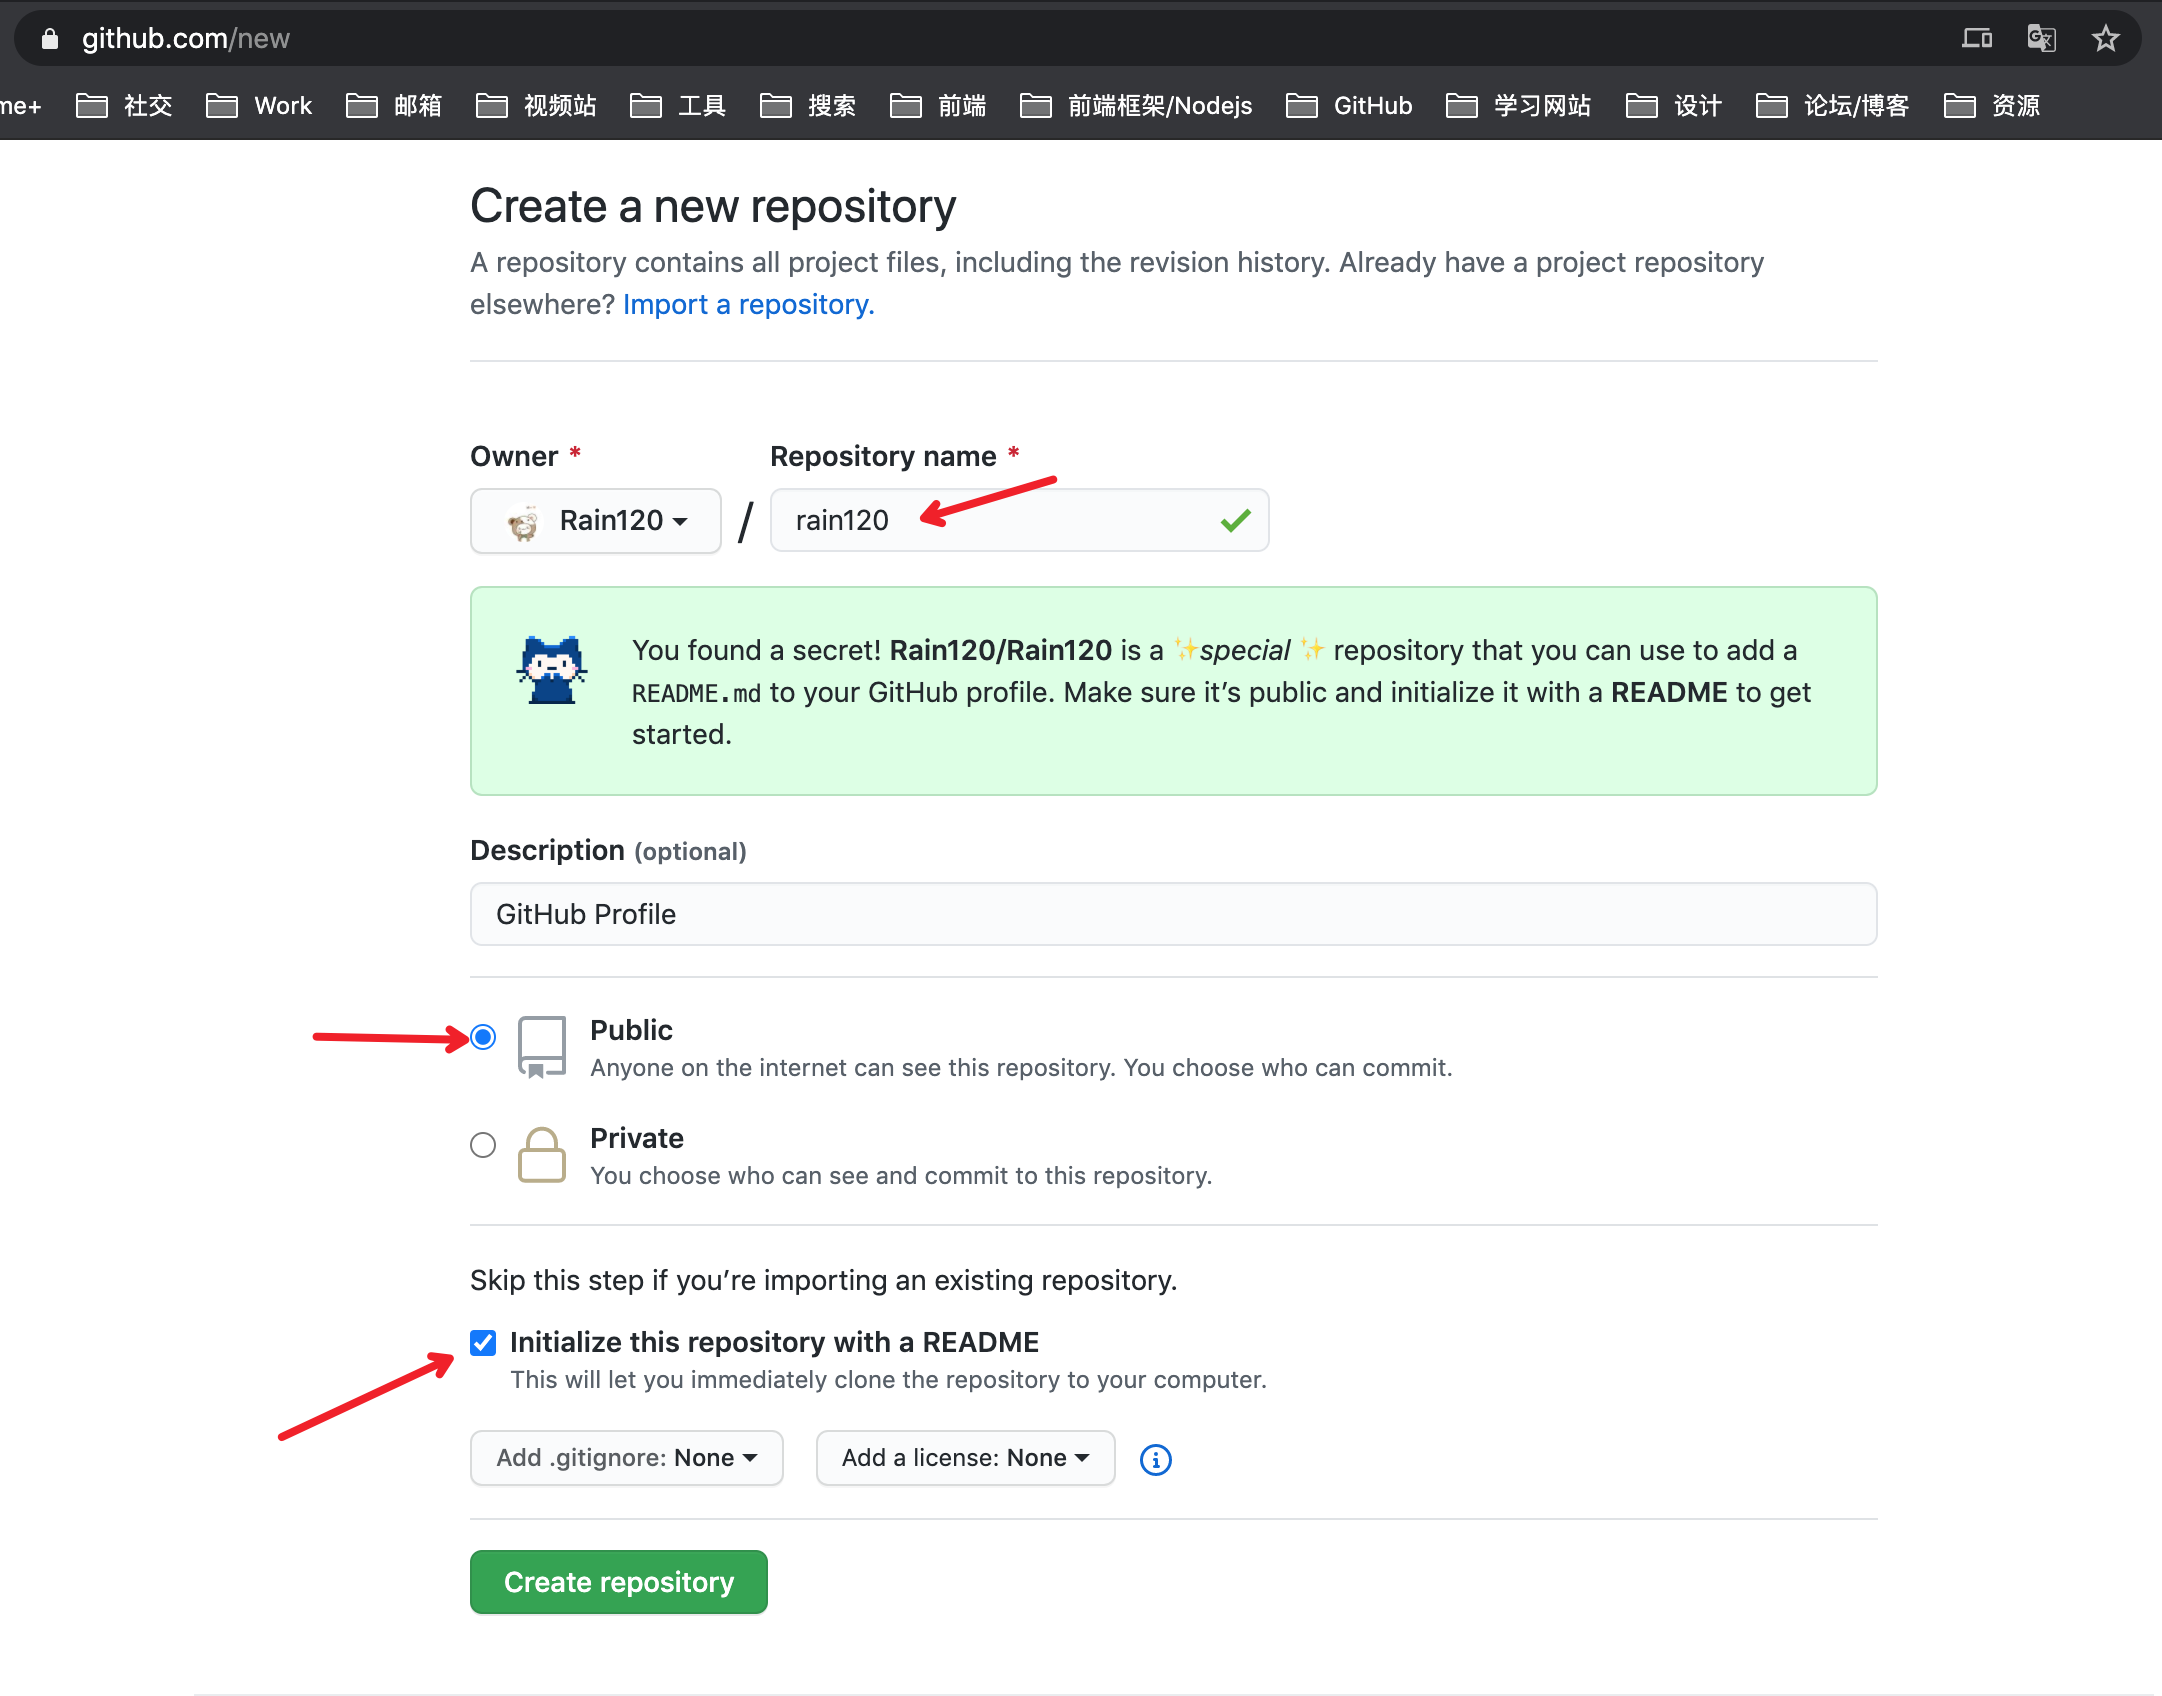 github.com/new
me+ 社交 Work 邮箱 视频站 工具 搜索 前端 前端框架/Nodejs GitHub 学习网站 设计 论坛/博客 资源
Create a new repository
A repository contains all project files, including the revision history. Already have a project repository
elsewhere? Import a repository.
Owner * Repository name *
Rain120 / rain120
You found a secret! Rain120/Rain120 is a ✨special ✨ repository that you can use to add a
README.md to your GitHub profile. Make sure it’s public and initialize it with a README to get
started.
Description (optional)
GitHub Profile
Public
Anyone on the internet can see this repository. You choose who can commit.
Private
You choose who can see and commit to this repository.
Skip this step if you’re importing an existing repository.
Initialize this repository with a README
This will let you immediately clone the repository to your computer.
Add .gitignore: None Add a license: None
Create repository